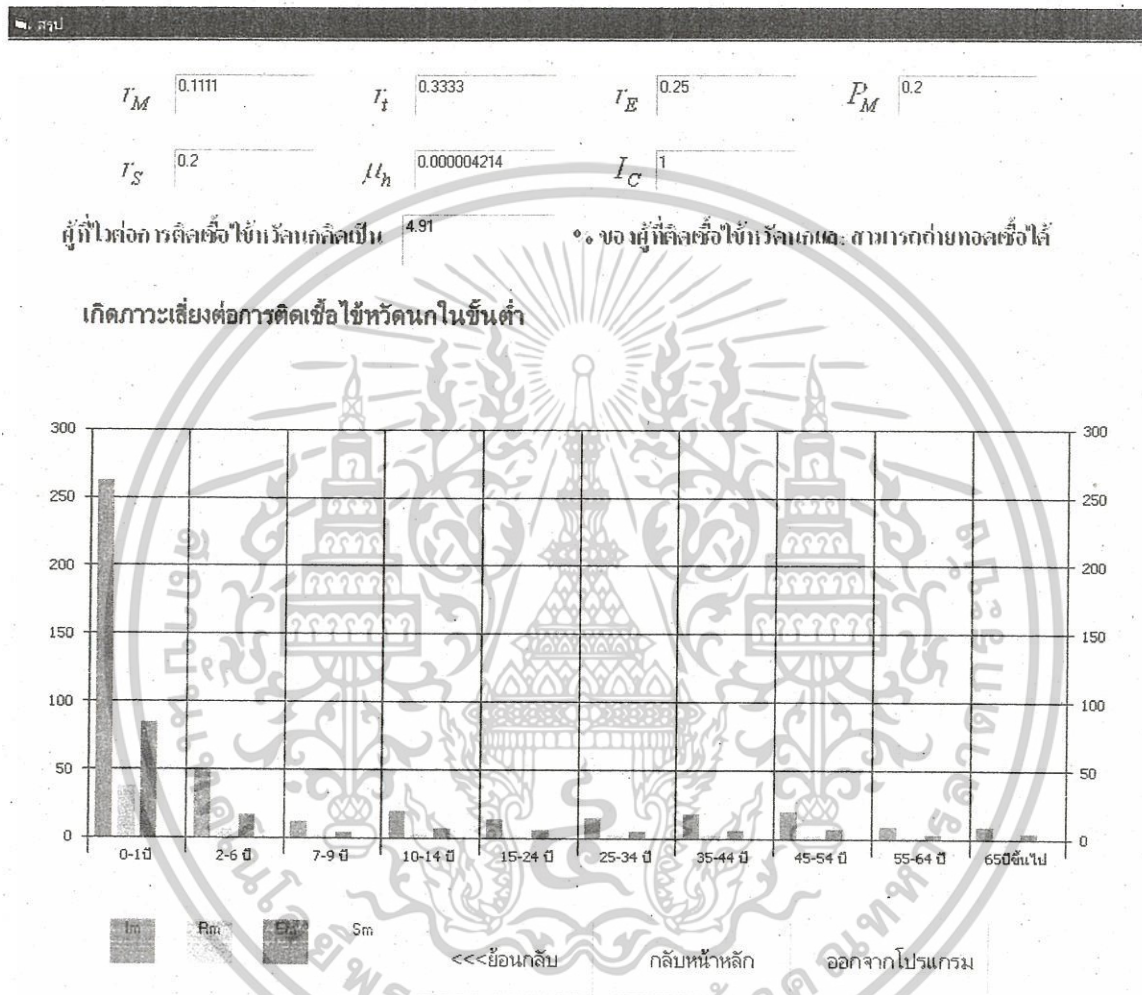 สรุป
r_M 0.1111 r_t 0.3333 r_E 0.25 P_M 0.2
r_S 0.2 μ_h 0.000004214 I_C 1
ผู้ที่ไวต่อการติดเชื้อไข้หวัดนกคิดเป็น 4.91 % ของผู้ที่ติดเชื้อไข้หวัดนกและสามารถถ่ายทอดเชื้อได้
เกิดภาวะเสี่ยงต่อการติดเชื้อไข้หวัดนกในขั้นต่ำ
300 300
250 250
200 200
150 150
100 100
50 50
0 0
0-1ปี 2-6 ปี 7-9 ปี 10-14 ปี 15-24 ปี 25-34 ปี 35-44 ปี 45-54 ปี 55-64 ปี 65ปีขึ้นไป
Im Rm Em Sm
<<<ย้อนกลับ กลับหน้าหลัก ออกจากโปรแกรม